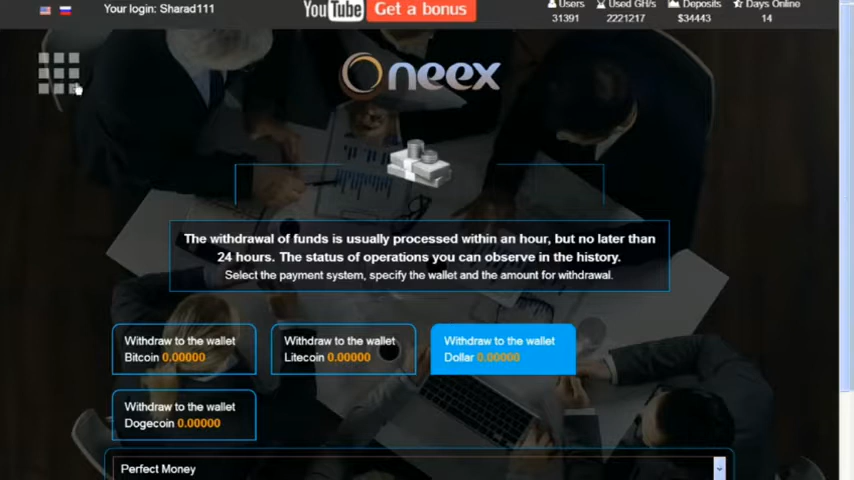 Your login: Sharad111
You Tube Get a bonus
Users
31391
Used GH/s
2221217
Deposits
$34443
Days Online
14
Oneex
The withdrawal of funds is usually processed within an hour, but no later than
24 hours. The status of operations you can observe in the history.
Select the payment system, specify the wallet and the amount for withdrawal.
Withdraw to the wallet
Bitcoin 0.00000
Withdraw to the wallet
Litecoin 0.00000
Withdraw to the wallet
Dollar 0.00000
Withdraw to the wallet
Dogecoin 0.00000
Perfect Money